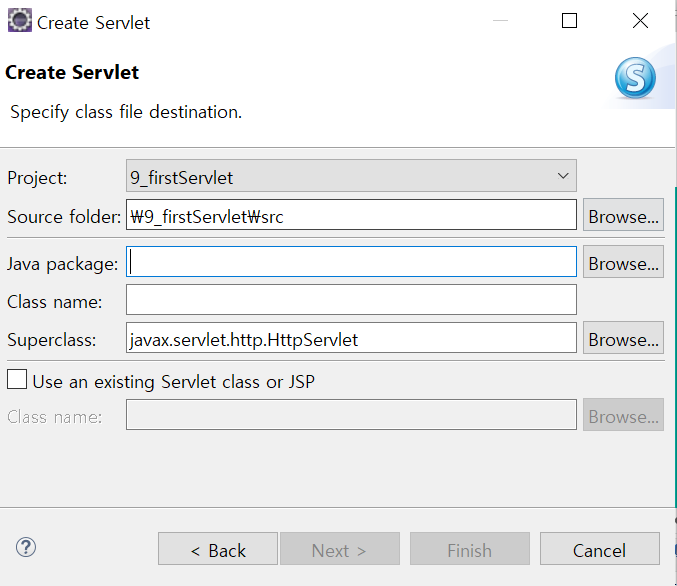 Create Servlet
Create Servlet
Specify class file destination.
Project: 9_firstServlet
Source folder: ₩9_firstServlet₩src Browse...
Java package: Browse...
Class name:
Superclass: javax.servlet.http.HttpServlet Browse...
Use an existing Servlet class or JSP
Class name: Browse...
? < Back Next > Finish Cancel